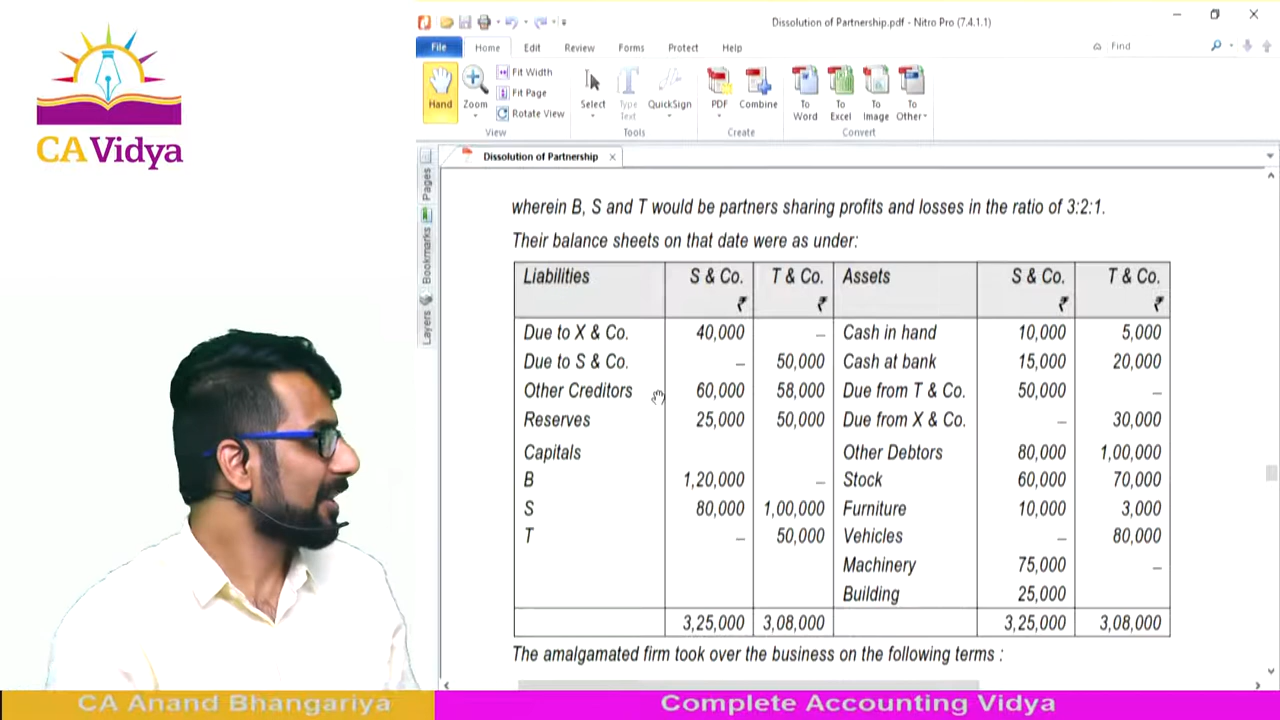 CA Vidya
Dissolution of Partnership.pdf - Nitro Pro (7.4.1.1)
File Home Edit Review Forms Protect Help Find
Hand Zoom Fit Width Fit Page Rotate View
View
Select Type Text QuickSign
Tools
PDF Combine
Create
To Word To Excel To Image To Other
Convert
Dissolution of Partnership
Pages
Bookmarks
Layers
wherein B, S and T would be partners sharing profits and losses in the ratio of 3:2:1.
Their balance sheets on that date were as under:
Liabilities S & Co. T & Co. Assets S & Co. T & Co.
₹ ₹ ₹ ₹
Due to X & Co. 40,000 – Cash in hand 10,000 5,000
Due to S & Co. – 50,000 Cash at bank 15,000 20,000
Other Creditors 60,000 58,000 Due from T & Co. 50,000 –
Reserves 25,000 50,000 Due from X & Co. – 30,000
Capitals Other Debtors 80,000 1,00,000
B 1,20,000 – Stock 60,000 70,000
S 80,000 1,00,000 Furniture 10,000 3,000
T – 50,000 Vehicles – 80,000
Machinery 75,000 –
Building 25,000
3,25,000 3,08,000 3,25,000 3,08,000
The amalgamated firm took over the business on the following terms :
CA Anand Bhangariya
Complete Accounting Vidya